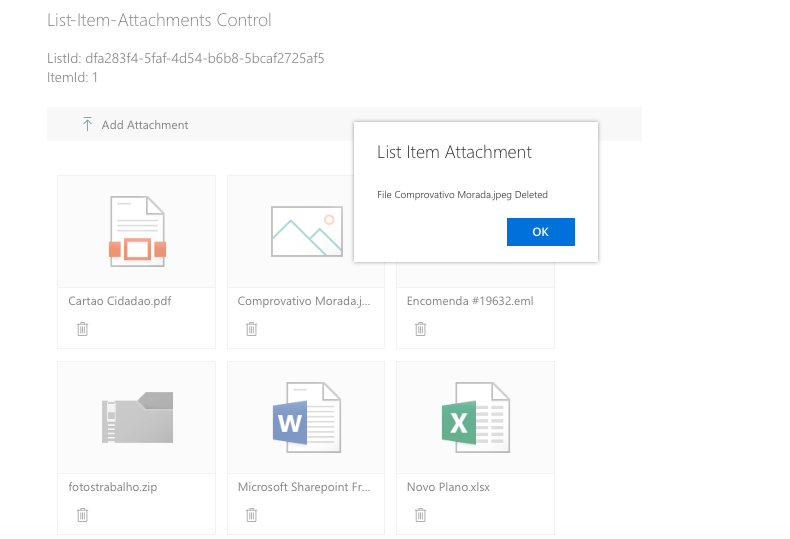 List-Item-Attachments Control
ListId: dfa283f4-5faf-4d54-b6b8-5bcaf2725af5
ItemId: 1
Add Attachment
List Item Attachment
File Comprovativo Morada.jpeg Deleted
OK
Cartao Cidadao.pdf
Comprovativo Morada.j...
Encomenda #19632.eml
W
X
fotostrabalho.zip
Microsoft Sharepoint Fr...
Novo Plano.xlsx